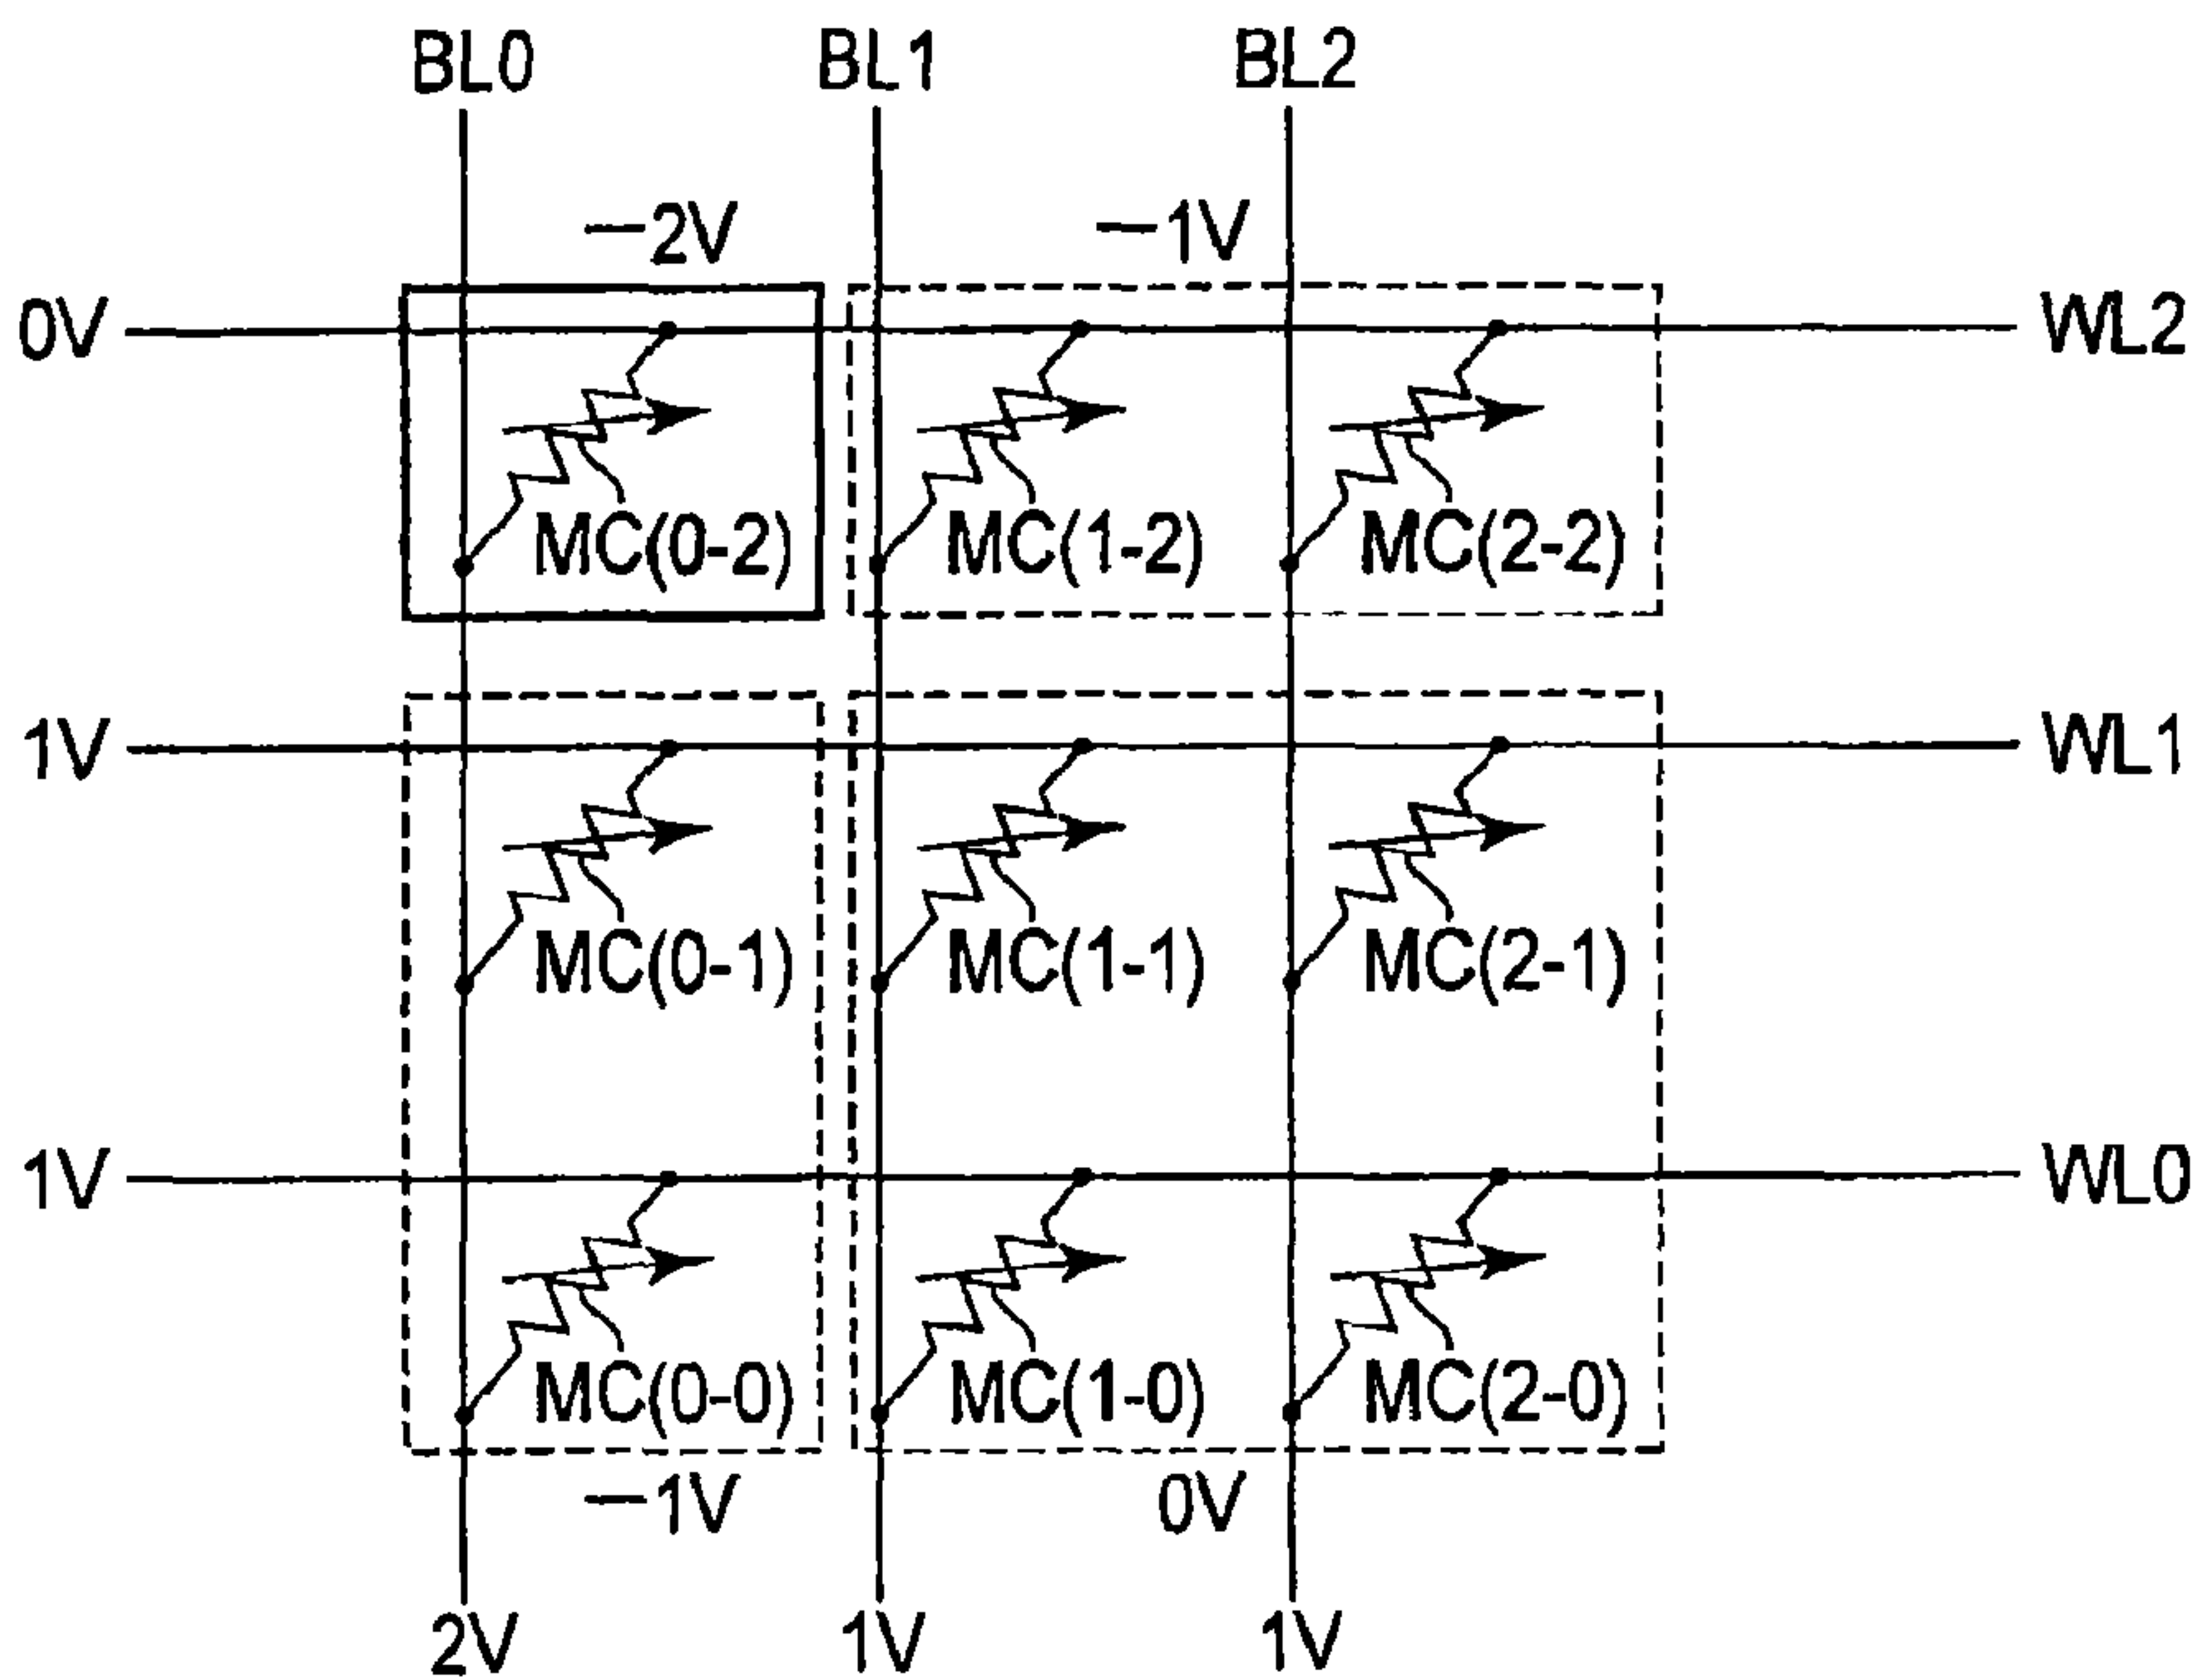 BL0 BL1 BL2
−2V −1V
0V WL2
MC(0-2) MC(1-2) MC(2-2)
1V WL1
MC(0-1) MC(1-1) MC(2-1)
1V WL0
MC(0-0) MC(1-0) MC(2-0)
−1V 0V
2V 1V 1V